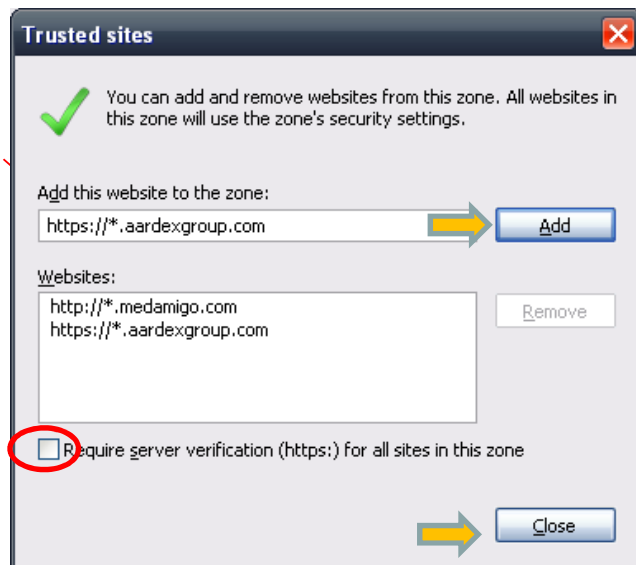 Trusted sites
You can add and remove websites from this zone. All websites in
this zone will use the zone's security settings.
Add this website to the zone:
https://*.aardexgroup.com
Add
Websites:
http://*.medamigo.com
https://*.aardexgroup.com
Remove
Require server verification (https:) for all sites in this zone
Close